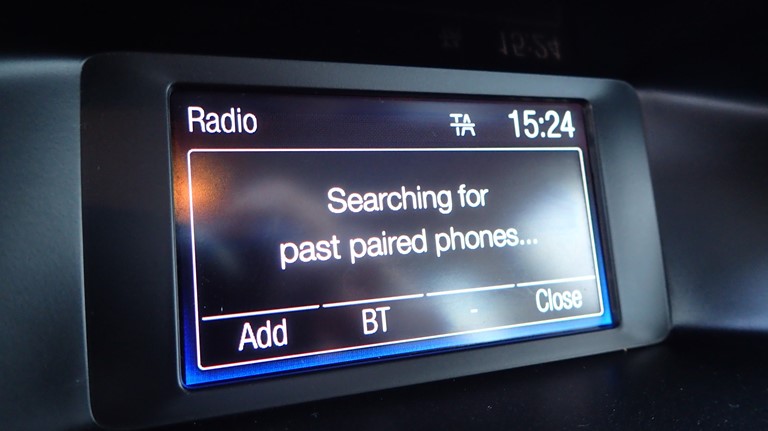 Radio TA 15:24
Searching for
past paired phones...
Add BT - Close